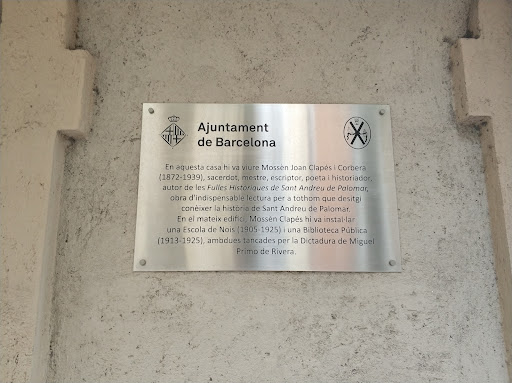 Ajuntament
de Barcelona
En aquesta casa hi va viure Mossèn Joan Clapés i Corbera
(1872-1939), sacerdot, mestre, escriptor, poeta i historiador,
autor de les Fulles Històriques de Sant Andreu de Palomar,
obra d'indispensable lectura per a tothom que desitgi
conèixer la història de Sant Andreu de Palomar.
En el mateix edifici, Mossèn Clapés hi va instal·lar
una Escola de Nois (1905-1925) i una Biblioteca Pública
(1913-1925), ambdues tancades per la Dictadura de Miguel
Primo de Rivera.